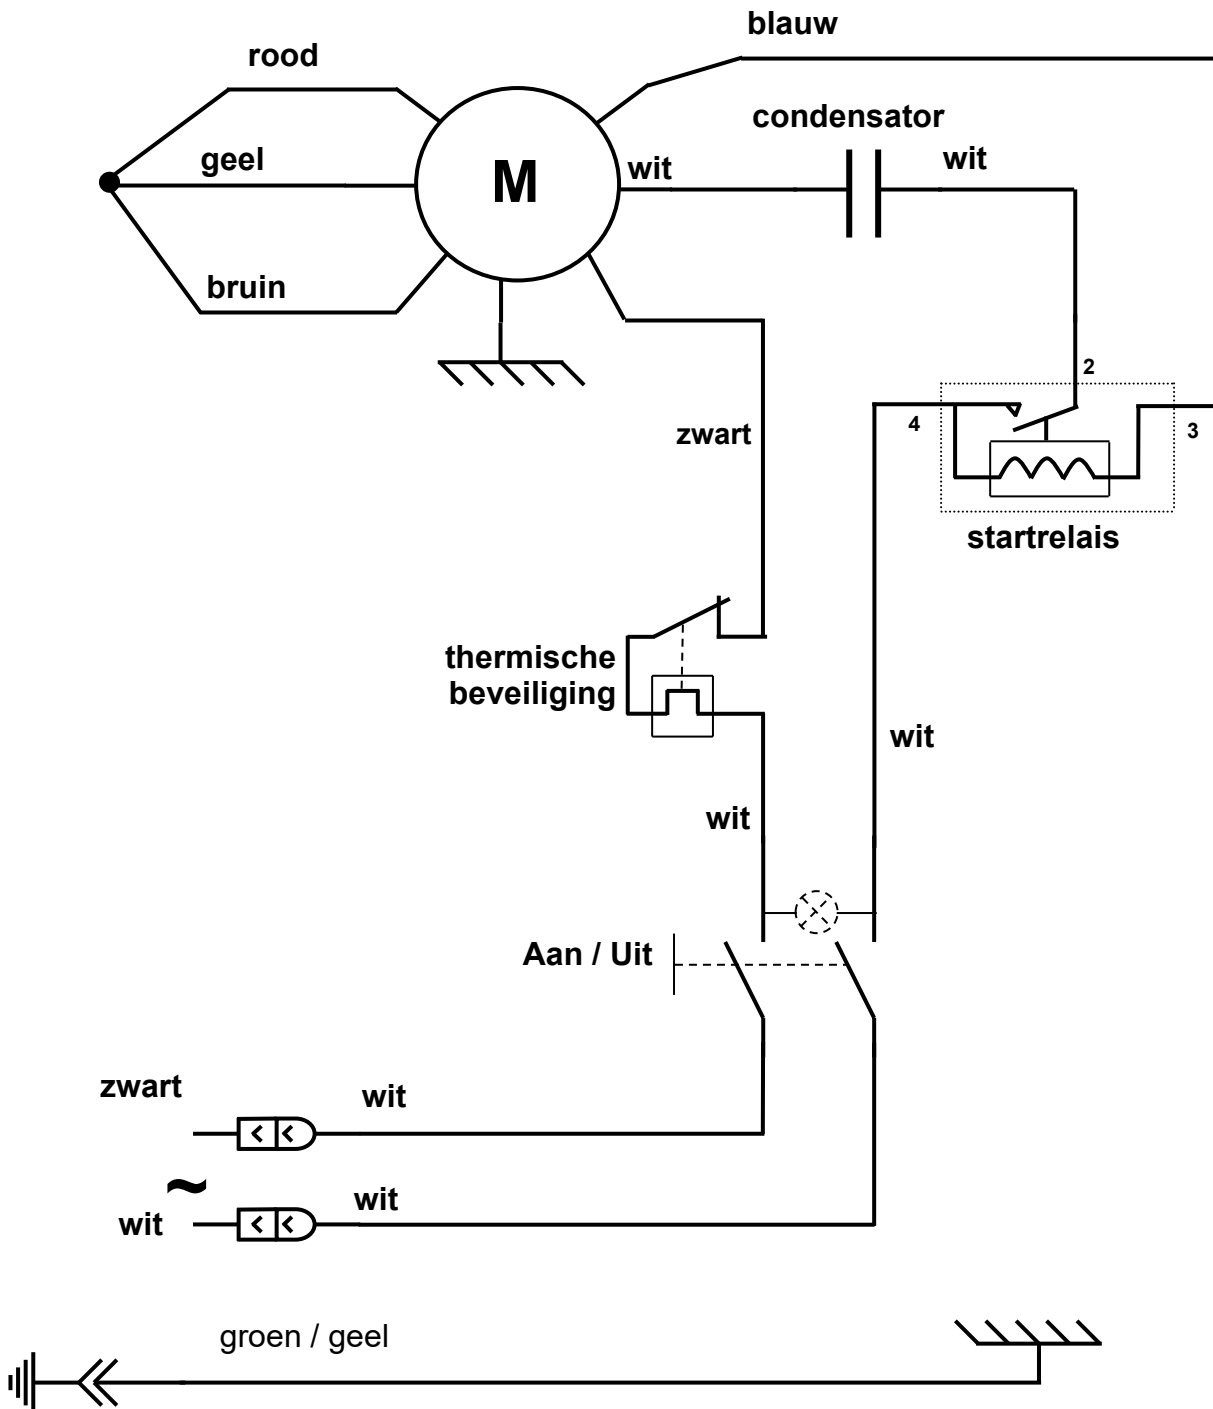 blauw
rood
condensator
geel
wit
wit
M
bruin
2
zwart
4
3
startrelais
thermische
beveiliging
wit
wit
Aan / Uit
zwart
wit
~
wit
wit
groen / geel